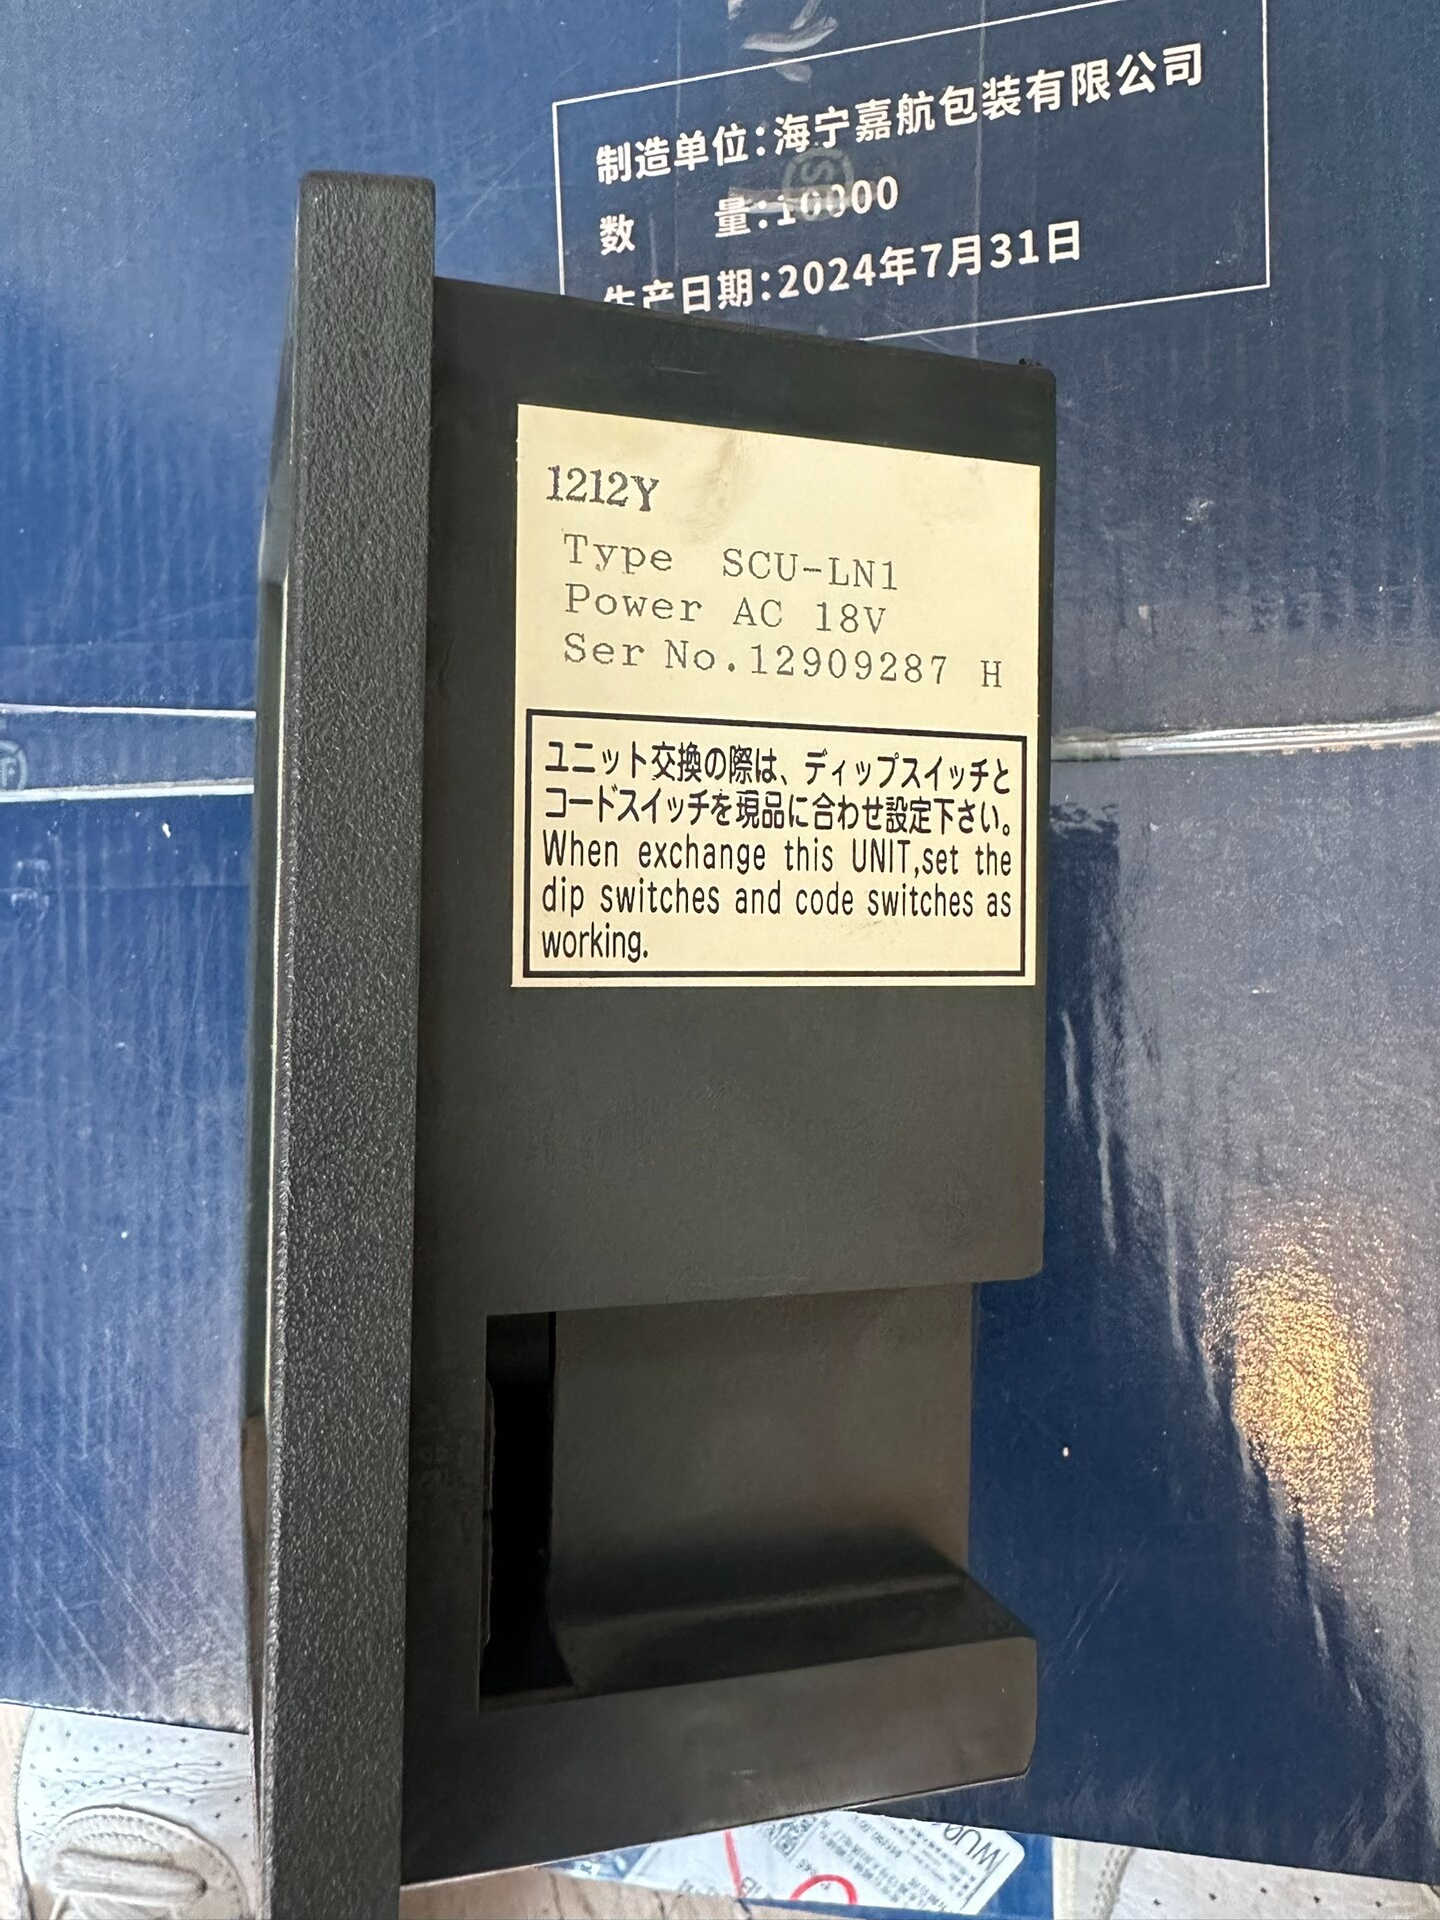 制造单位:海宁嘉航包装有限公司
数 量:10000
生产日期:2024年7月31日
1212Y
Type SCU-LN1
Power AC 18V
Ser No.12909287 H
ユニット交換の際は、ディップスイッチと
コードスイッチを現品に合わせ設定下さい。
When exchange this UNIT,set the
dip switches and code switches as
working.